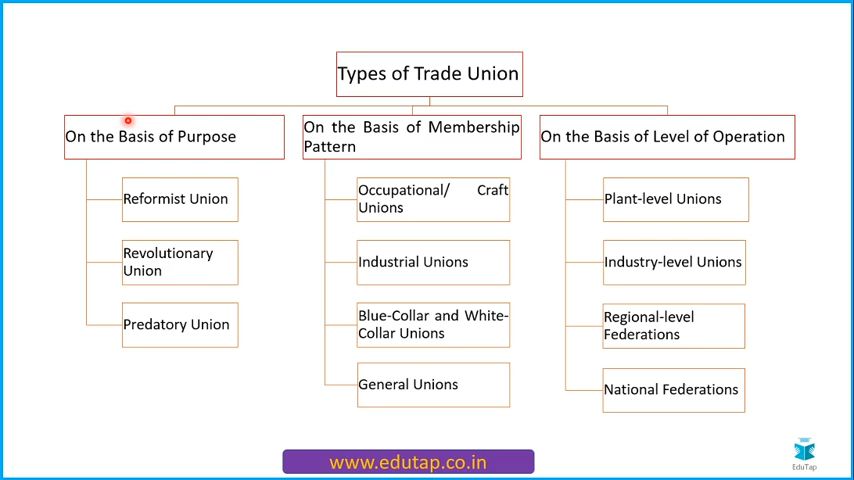 Types of Trade Union
On the Basis of Purpose
Reformist Union
Revolutionary
Union
Predatory Union
On the Basis of Membership
Pattern
Occupational/ Craft
Unions
Industrial Unions
Blue-Collar and White-
Collar Unions
General Unions
On the Basis of Level of Operation
Plant-level Unions
Industry-level Unions
Regional-level
Federations
National Federations
www.edutap.co.in
EduTap